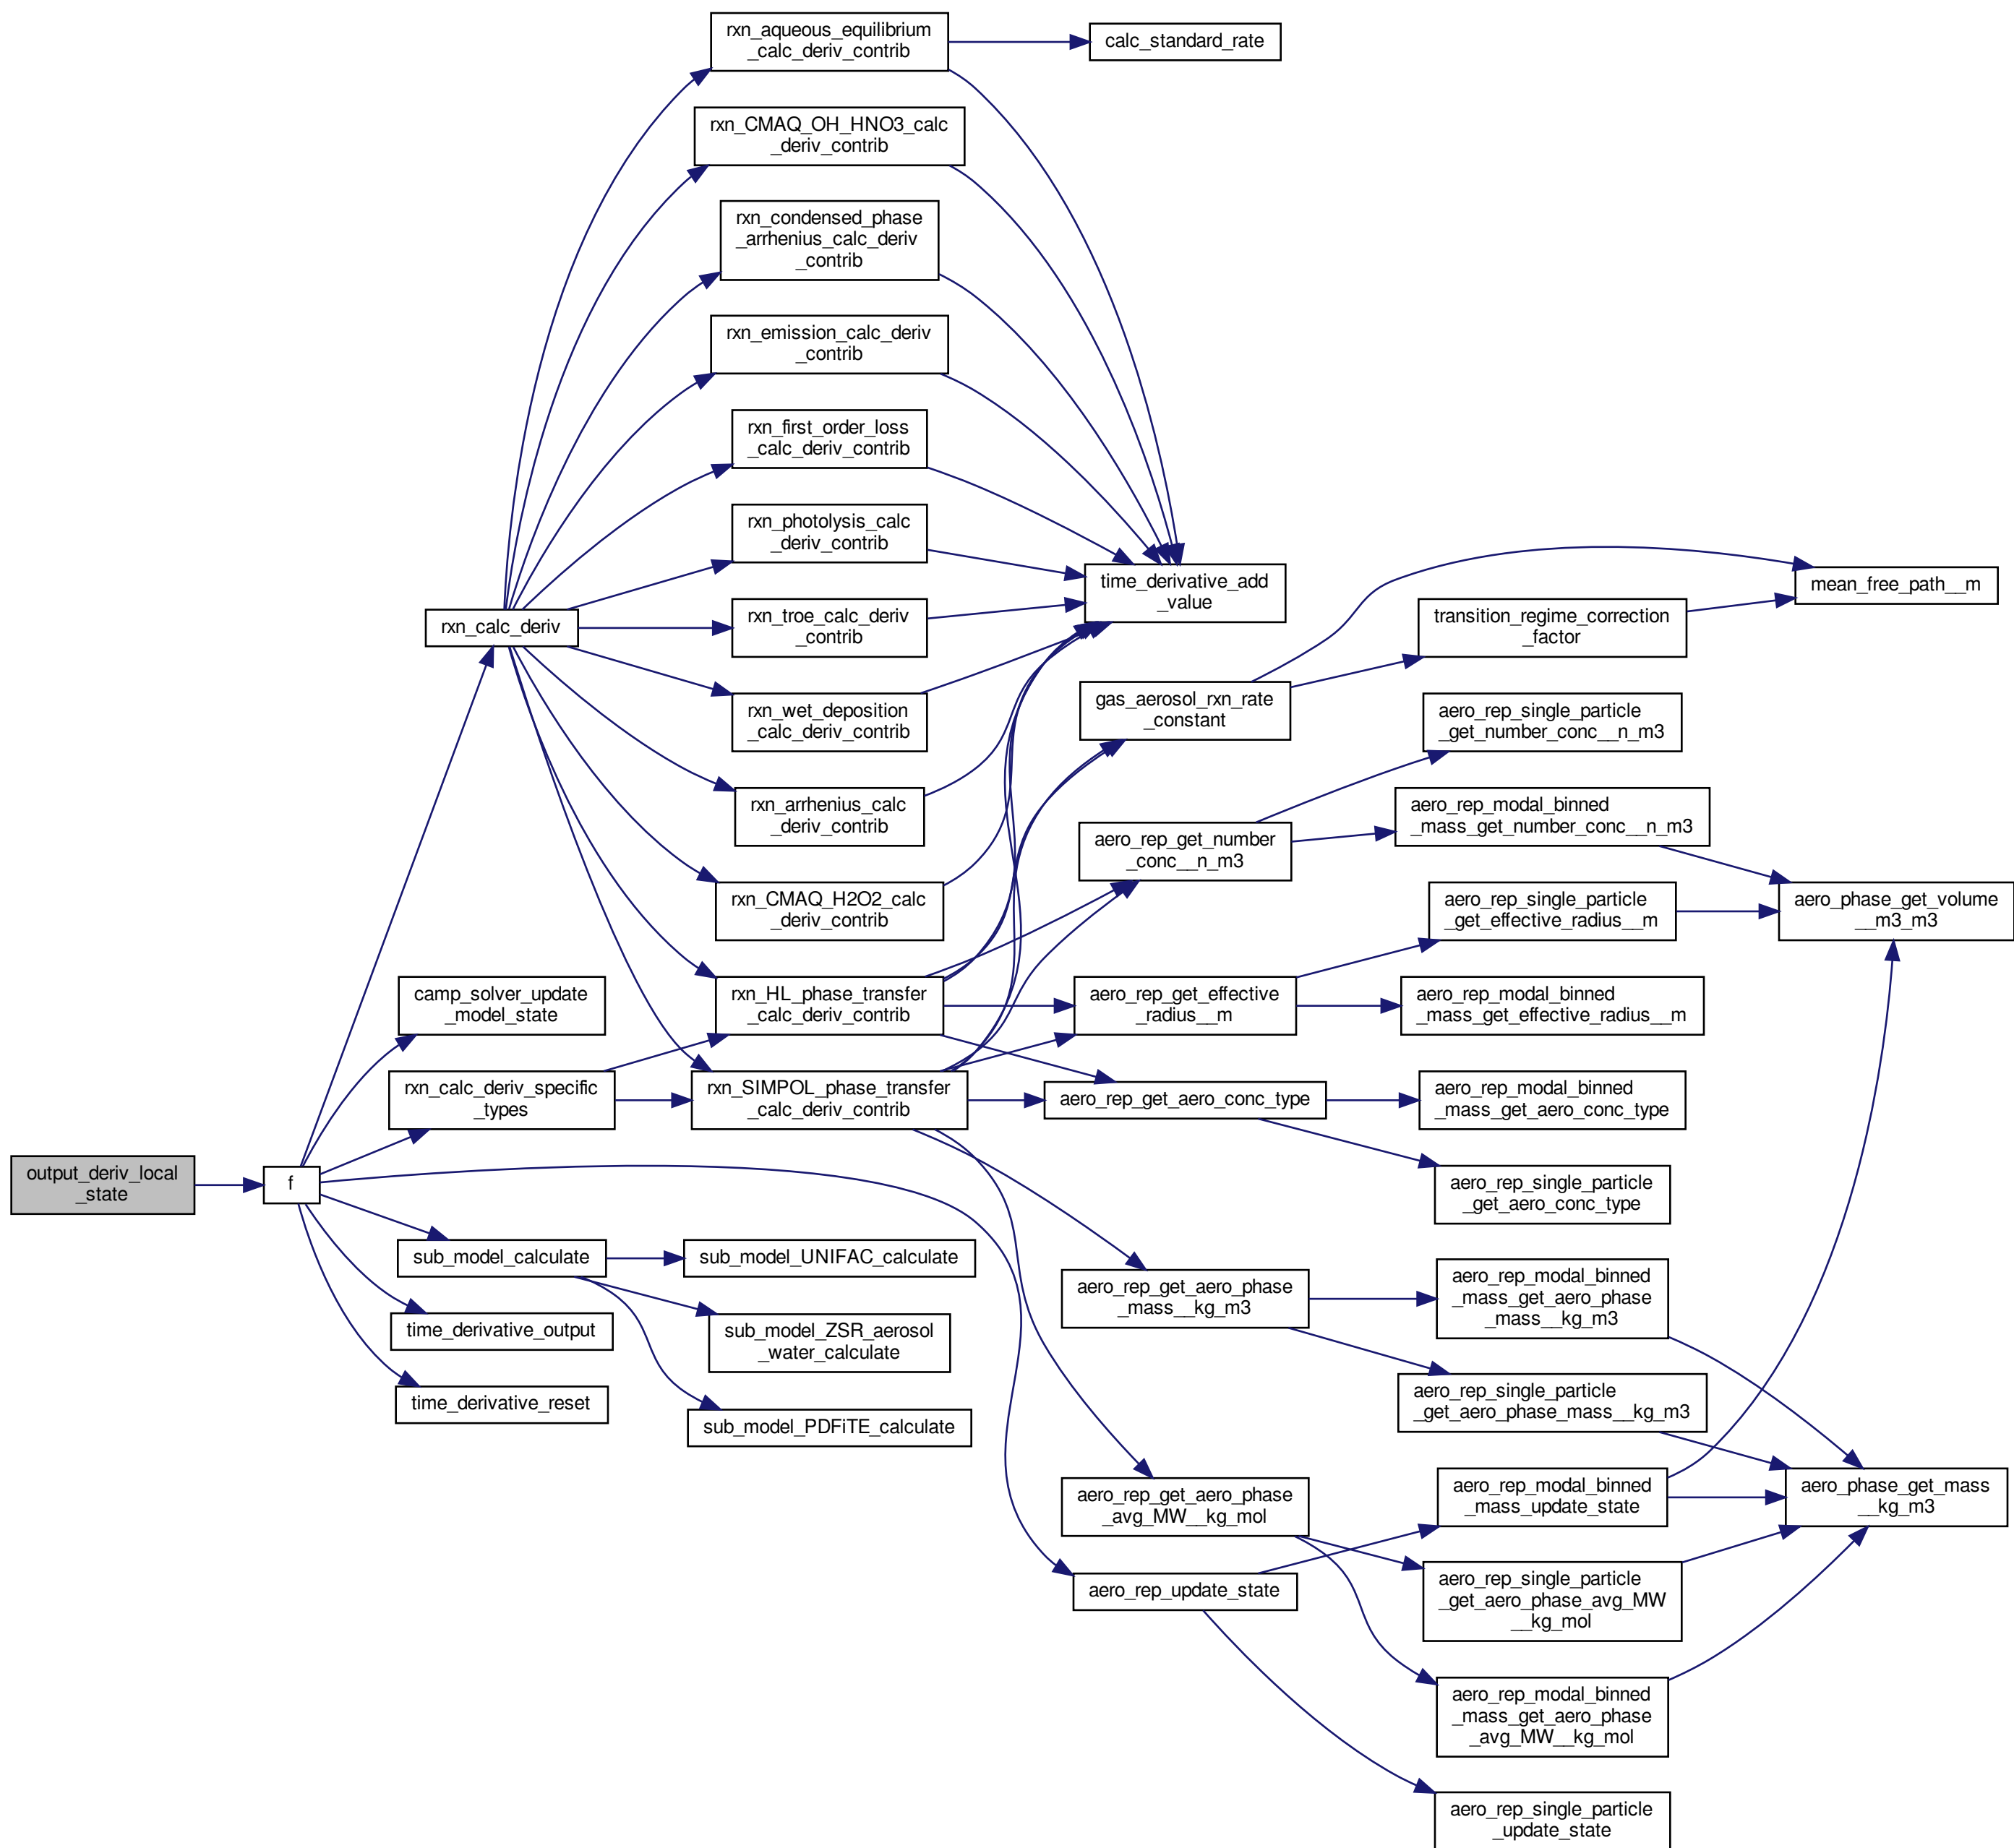 rxn_aqueous_equilibrium
_calc_deriv_contrib
calc_standard_rate
rxn_CMAQ_OH_HNO3_calc
_deriv_contrib
rxn_condensed_phase
_arrhenius_calc_deriv
_contrib
rxn_emission_calc_deriv
_contrib
rxn_first_order_loss
_calc_deriv_contrib
rxn_photolysis_calc
_deriv_contrib
time_derivative_add
_value
mean_free_path__m
rxn_calc_deriv
rxn_troe_calc_deriv
_contrib
transition_regime_correction
_factor
rxn_wet_deposition
_calc_deriv_contrib
gas_aerosol_rxn_rate
_constant
aero_rep_single_particle
_get_number_conc__n_m3
rxn_arrhenius_calc
_deriv_contrib
aero_rep_get_number
_conc__n_m3
aero_rep_modal_binned
_mass_get_number_conc__n_m3
rxn_CMAQ_H2O2_calc
_deriv_contrib
aero_rep_single_particle
_get_effective_radius__m
aero_phase_get_volume
__m3_m3
camp_solver_update
_model_state
rxn_HL_phase_transfer
_calc_deriv_contrib
aero_rep_get_effective
_radius__m
aero_rep_modal_binned
_mass_get_effective_radius__m
rxn_calc_deriv_specific
_types
rxn_SIMPOL_phase_transfer
_calc_deriv_contrib
aero_rep_get_aero_conc_type
aero_rep_modal_binned
_mass_get_aero_conc_type
output_deriv_local
_state
f
aero_rep_single_particle
_get_aero_conc_type
sub_model_calculate
sub_model_UNIFAC_calculate
aero_rep_get_aero_phase
_mass__kg_m3
aero_rep_modal_binned
_mass_get_aero_phase
_mass__kg_m3
time_derivative_output
sub_model_ZSR_aerosol
_water_calculate
time_derivative_reset
sub_model_PDFiTE_calculate
aero_rep_single_particle
_get_aero_phase_mass__kg_m3
aero_rep_get_aero_phase
_avg_MW__kg_mol
aero_rep_modal_binned
_mass_update_state
aero_phase_get_mass
__kg_m3
aero_rep_update_state
aero_rep_single_particle
_get_aero_phase_avg_MW
__kg_mol
aero_rep_modal_binned
_mass_get_aero_phase
_avg_MW__kg_mol
aero_rep_single_particle
_update_state